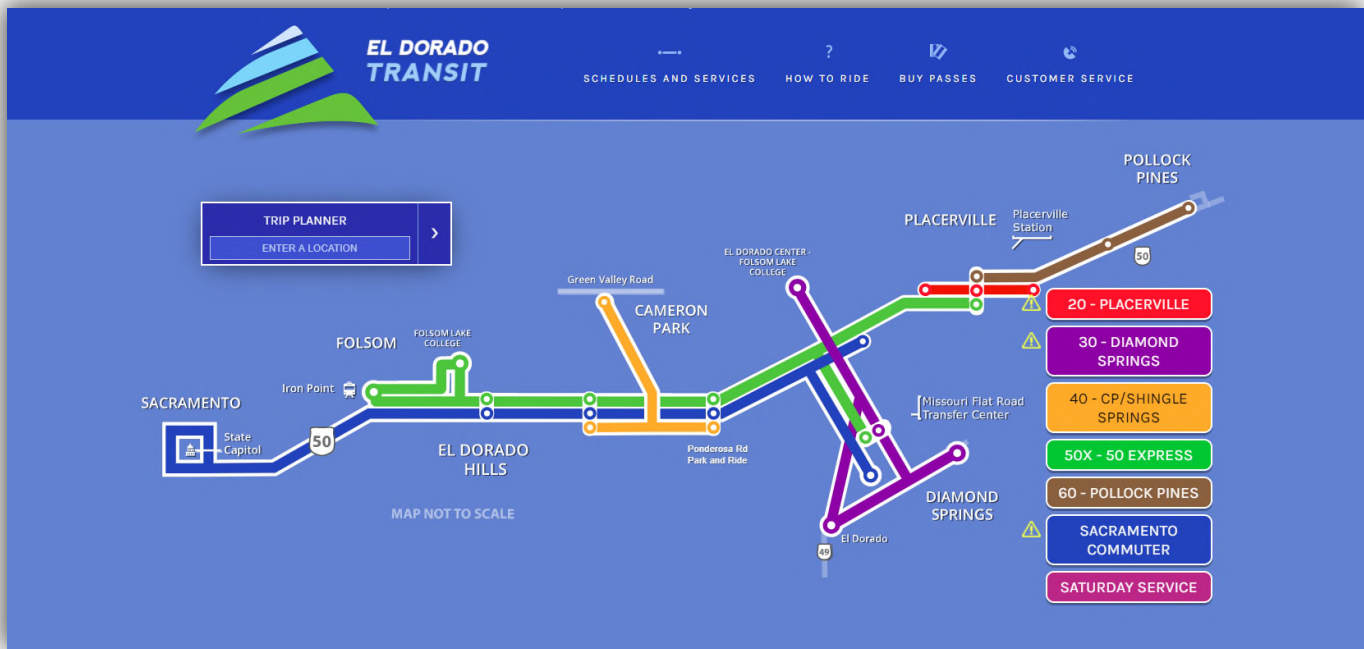 EL DORADO
TRANSIT
SCHEDULES AND SERVICES
HOW TO RIDE
BUY PASSES
CUSTOMER SERVICE
TRIP PLANNER
ENTER A LOCATION
POLLOCK
PINES
PLACERVILLE
Placerville
Station
50
EL DORADO CENTER -
FOLSOM LAKE
COLLEGE
Green Valley Road
CAMERON
PARK
FOLSOM
FOLSOM LAKE
COLLEGE
Iron Point
SACRAMENTO
State
Capitol
50
EL DORADO
HILLS
Ponderosa Rd
Park and Ride
Missouri Flat Road
Transfer Center
DIAMOND
SPRINGS
El Dorado
49
MAP NOT TO SCALE
20 - PLACERVILLE
30 - DIAMOND
SPRINGS
40 - CP/SHINGLE
SPRINGS
50X - 50 EXPRESS
60 - POLLOCK PINES
SACRAMENTO
COMMUTER
SATURDAY SERVICE